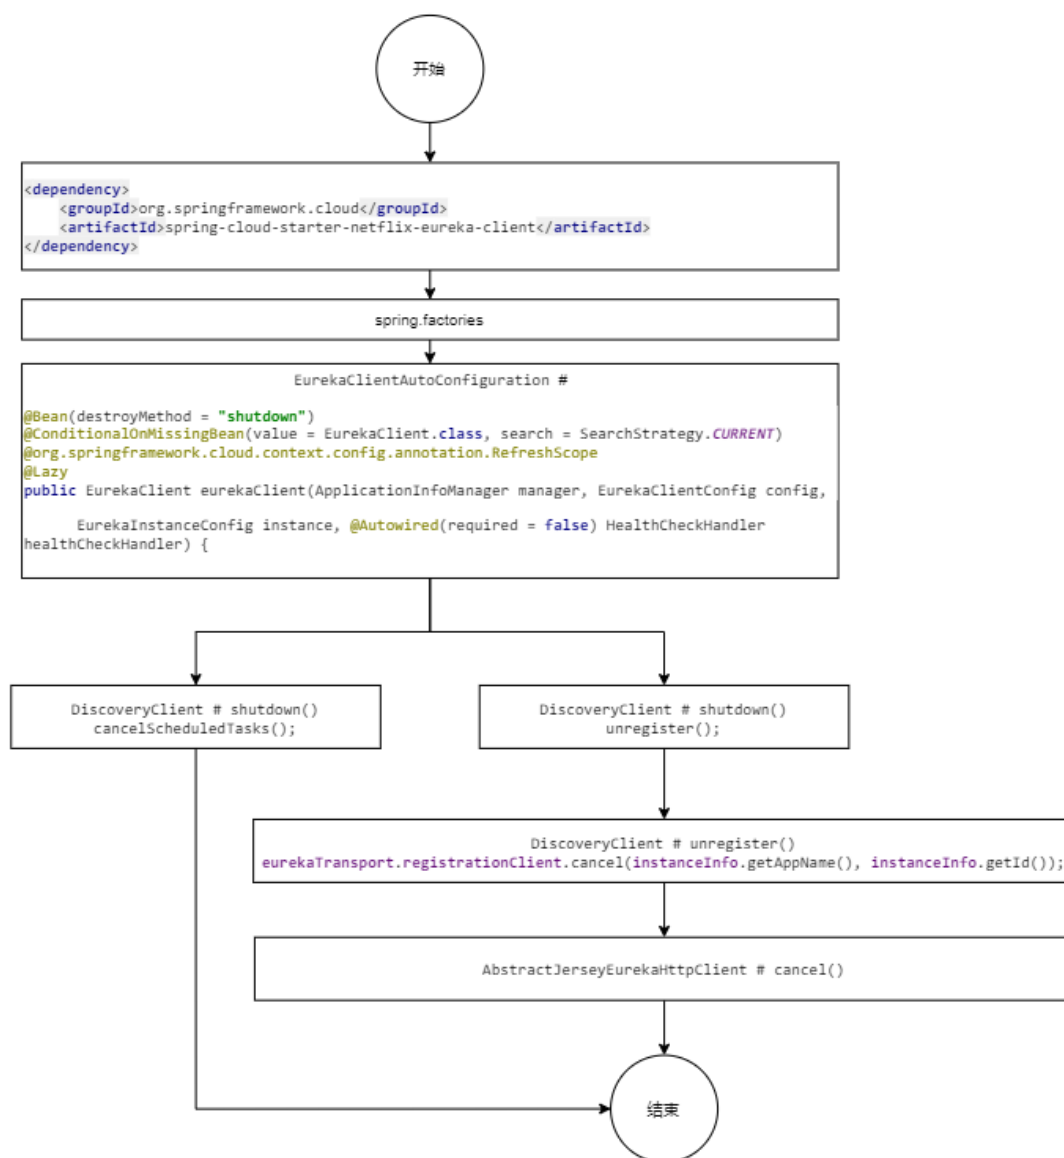 开始
<dependency>
    <groupId>org.springframework.cloud</groupId>
    <artifactId>spring-cloud-starter-netflix-eureka-client</artifactId>
</dependency>
spring.factories
EurekaClientAutoConfiguration #
@Bean(destroyMethod = "shutdown")
@ConditionalOnMissingBean(value = EurekaClient.class, search = SearchStrategy.CURRENT)
@org.springframework.cloud.context.config.annotation.RefreshScope
@Lazy
public EurekaClient eurekaClient(ApplicationInfoManager manager, EurekaClientConfig config,
      EurekaInstanceConfig instance, @Autowired(required = false) HealthCheckHandler
healthCheckHandler) {
DiscoveryClient # shutdown()
cancelScheduledTasks();
DiscoveryClient # shutdown()
unregister();
DiscoveryClient # unregister()
eurekaTransport.registrationClient.cancel(instanceInfo.getAppName(), instanceInfo.getId());
AbstractJerseyEurekaHttpClient # cancel()
结束